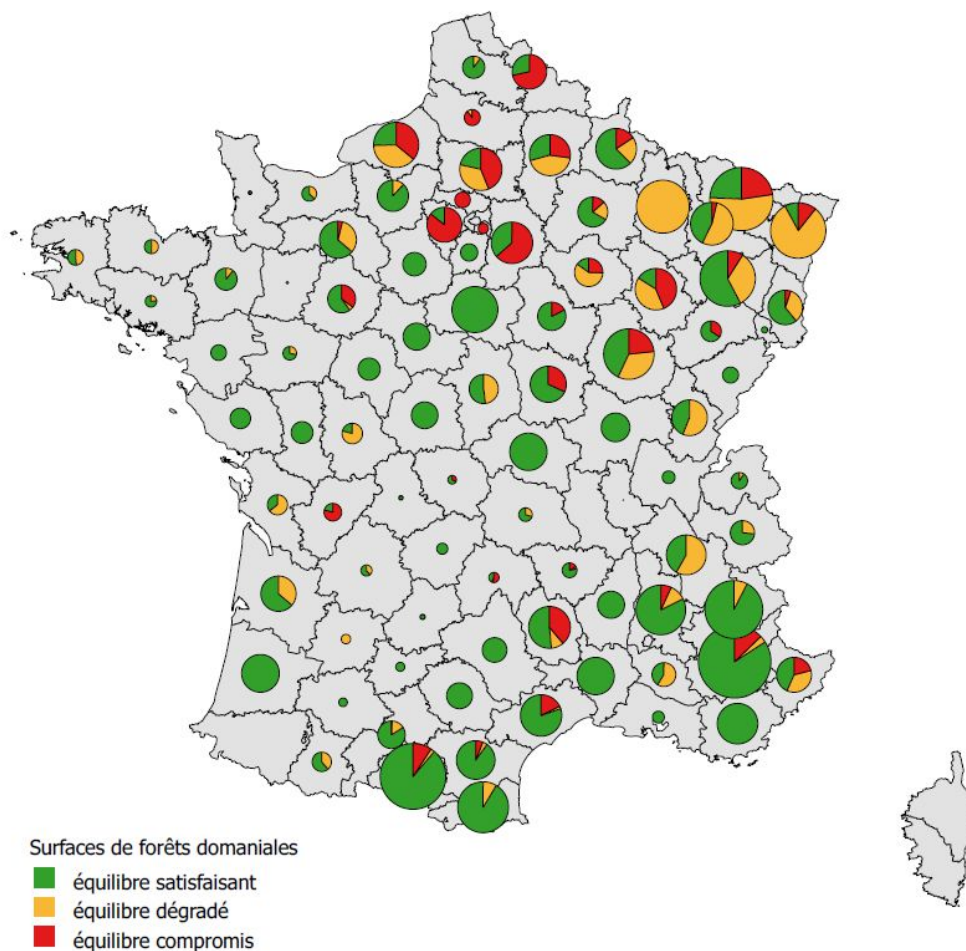 Surfaces de forêts domaniales
équilibre satisfaisant
équilibre dégradé
équilibre compromis